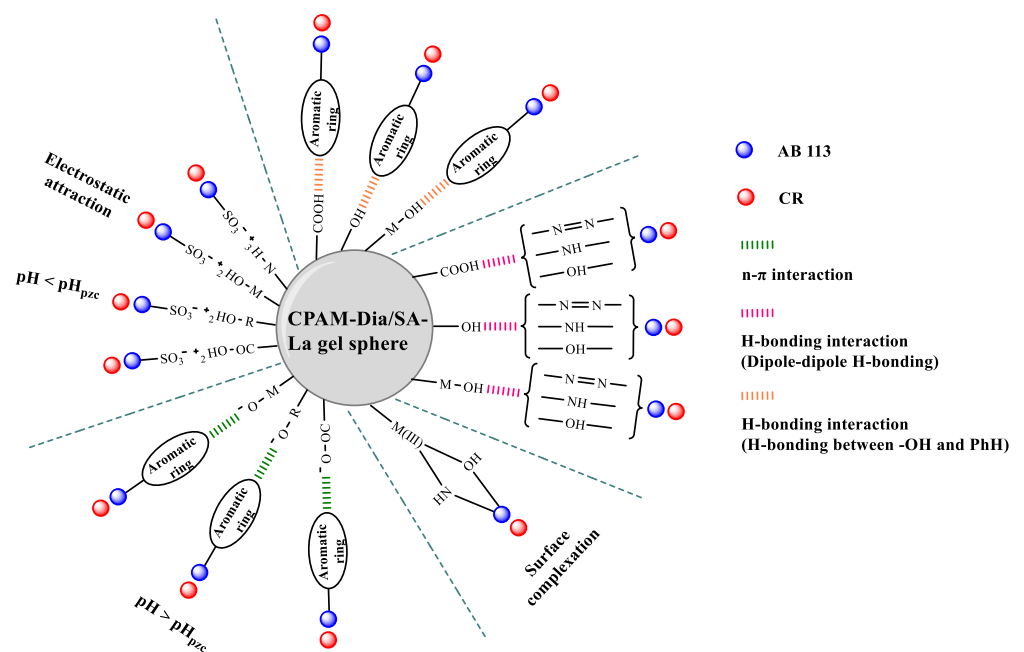 Aromatic
ring
Aromatic
ring
Aromatic
ring
COOH
OH
M-OH
Electrostatic
attraction
SO₃⁻ ⁺₃H-N
SO₃⁻ ⁺₂HO-M
pH < pHpzc
SO₃⁻ ⁺₂HO-R
SO₃⁻ ⁺₂HO-OC
CPAM-Dia/SA-
La gel sphere
COOH
N=N
NH
OH
OH
N=N
NH
OH
M-OH
N=N
NH
OH
⁻O-M
Aromatic
ring
⁻O-R
Aromatic
ring
⁻O-OC
Aromatic
ring
pH > pHpzc
M(III)
OH
HN
Surface
complexation
AB 113
CR
n-π interaction
H-bonding interaction
(Dipole-dipole H-bonding)
H-bonding interaction
(H-bonding between -OH and PhH)